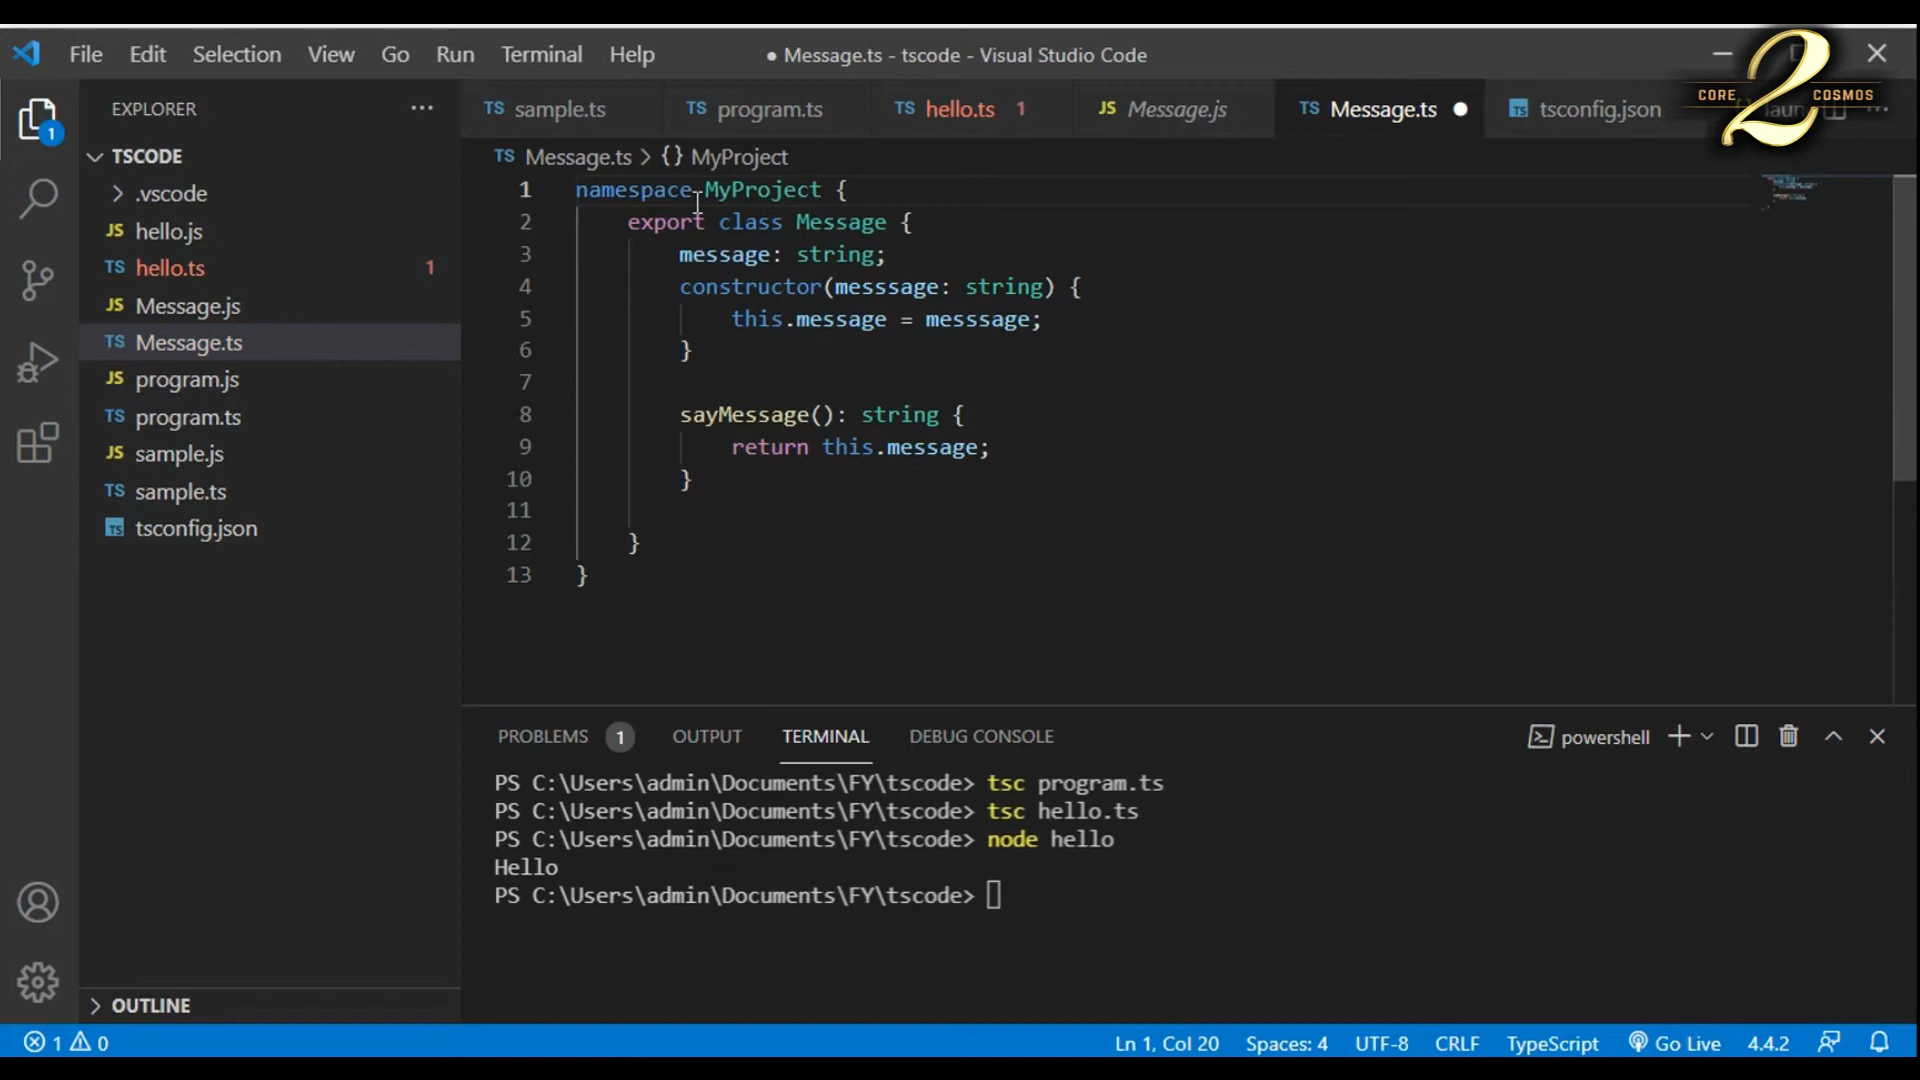 File Edit Selection View Go Run Terminal Help ● Message.ts - tscode - Visual Studio Code
2
CORE COSMOS
EXPLORER ···
TS sample.ts TS program.ts TS hello.ts 1 JS Message.js TS Message.ts ● TS tsconfig.json
TSCODE
TS Message.ts > {} MyProject
.vscode
JS hello.js
TS hello.ts 1
JS Message.js
TS Message.ts
JS program.js
TS program.ts
JS sample.js
TS sample.ts
TS tsconfig.json
1 namespace MyProject {
2 export class Message {
3 message: string;
4 constructor(messsage: string) {
5 this.message = messsage;
6 }
7
8 sayMessage(): string {
9 return this.message;
10 }
11
12 }
13 }
PROBLEMS 1 OUTPUT TERMINAL DEBUG CONSOLE powershell
PS C:\Users\admin\Documents\FY\tscode> tsc program.ts
PS C:\Users\admin\Documents\FY\tscode> tsc hello.ts
PS C:\Users\admin\Documents\FY\tscode> node hello
Hello
PS C:\Users\admin\Documents\FY\tscode>
OUTLINE
1 0 Ln 1, Col 20 Spaces: 4 UTF-8 CRLF TypeScript Go Live 4.4.2